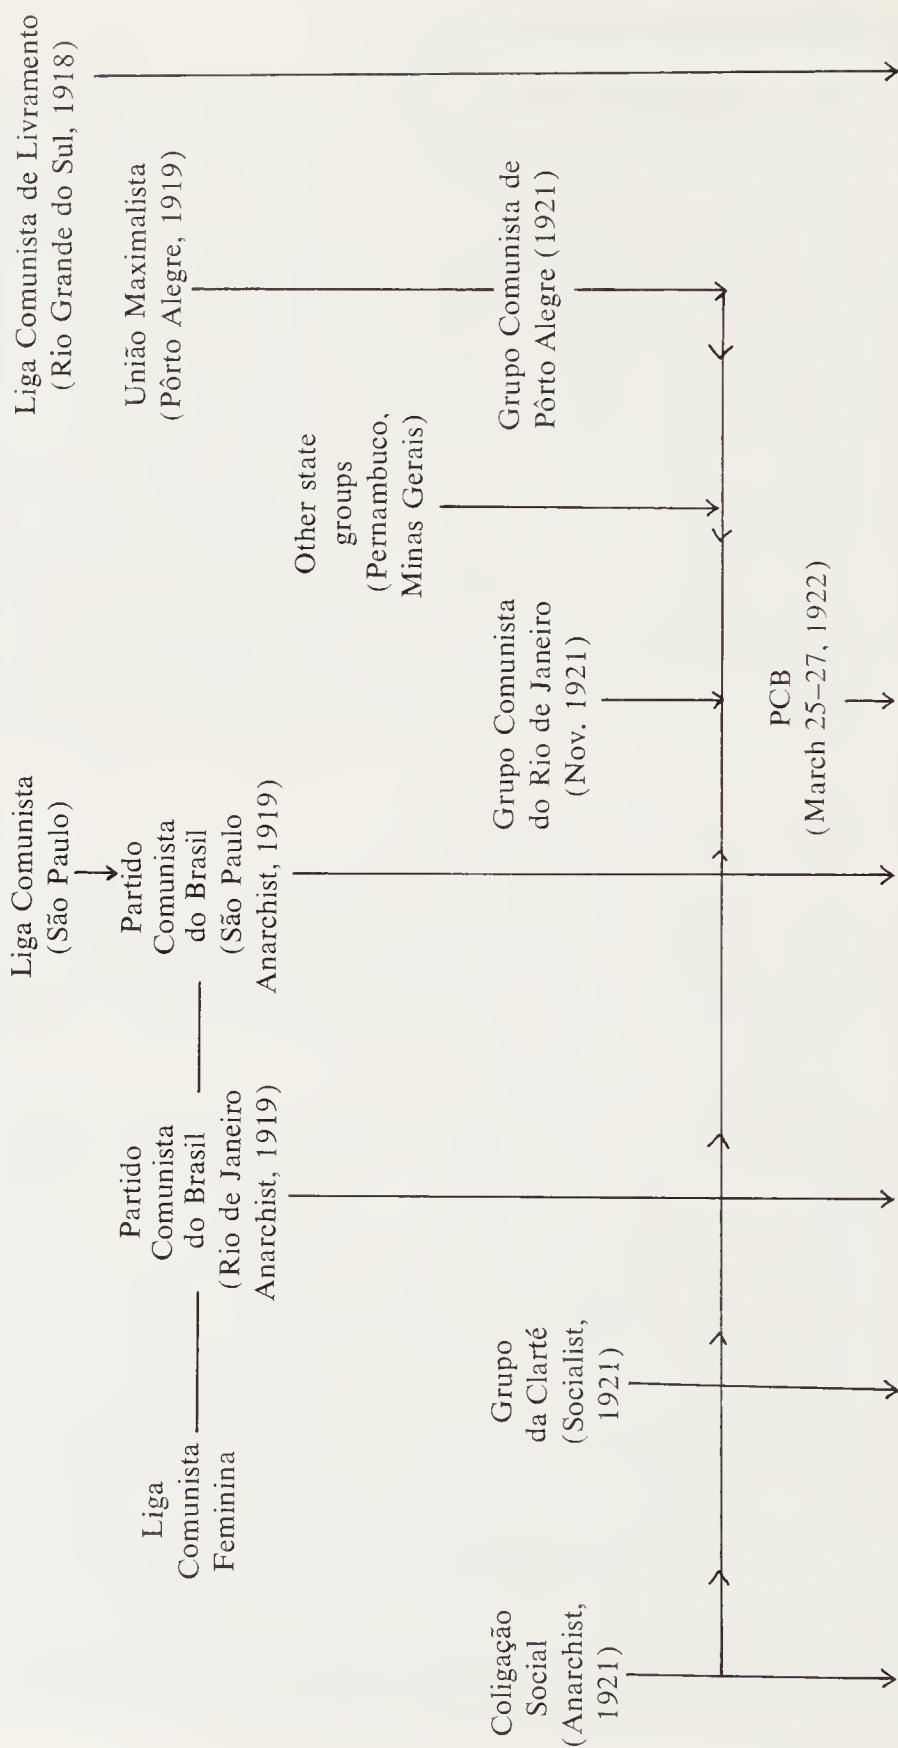 Liga Comunista de Livramento
(Rio Grande do Sul, 1918)
União Maximalista
(Pôrto Alegre, 1919)
Grupo Comunista de
Pôrto Alegre (1921)
Other state
groups
(Pernambuco,
Minas Gerais)
Grupo Comunista
do Rio de Janeiro
(Nov. 1921)
PCB
(March 25–27, 1922)
Liga Comunista
(São Paulo)
Partido
Comunista
do Brasil
(São Paulo
Anarchist, 1919)
Partido
Comunista
do Brasil
(Rio de Janeiro
Anarchist, 1919)
Liga
Comunista
Feminina
Grupo
da Clarté
(Socialist,
1921)
Coligação
Social
(Anarchist,
1921)